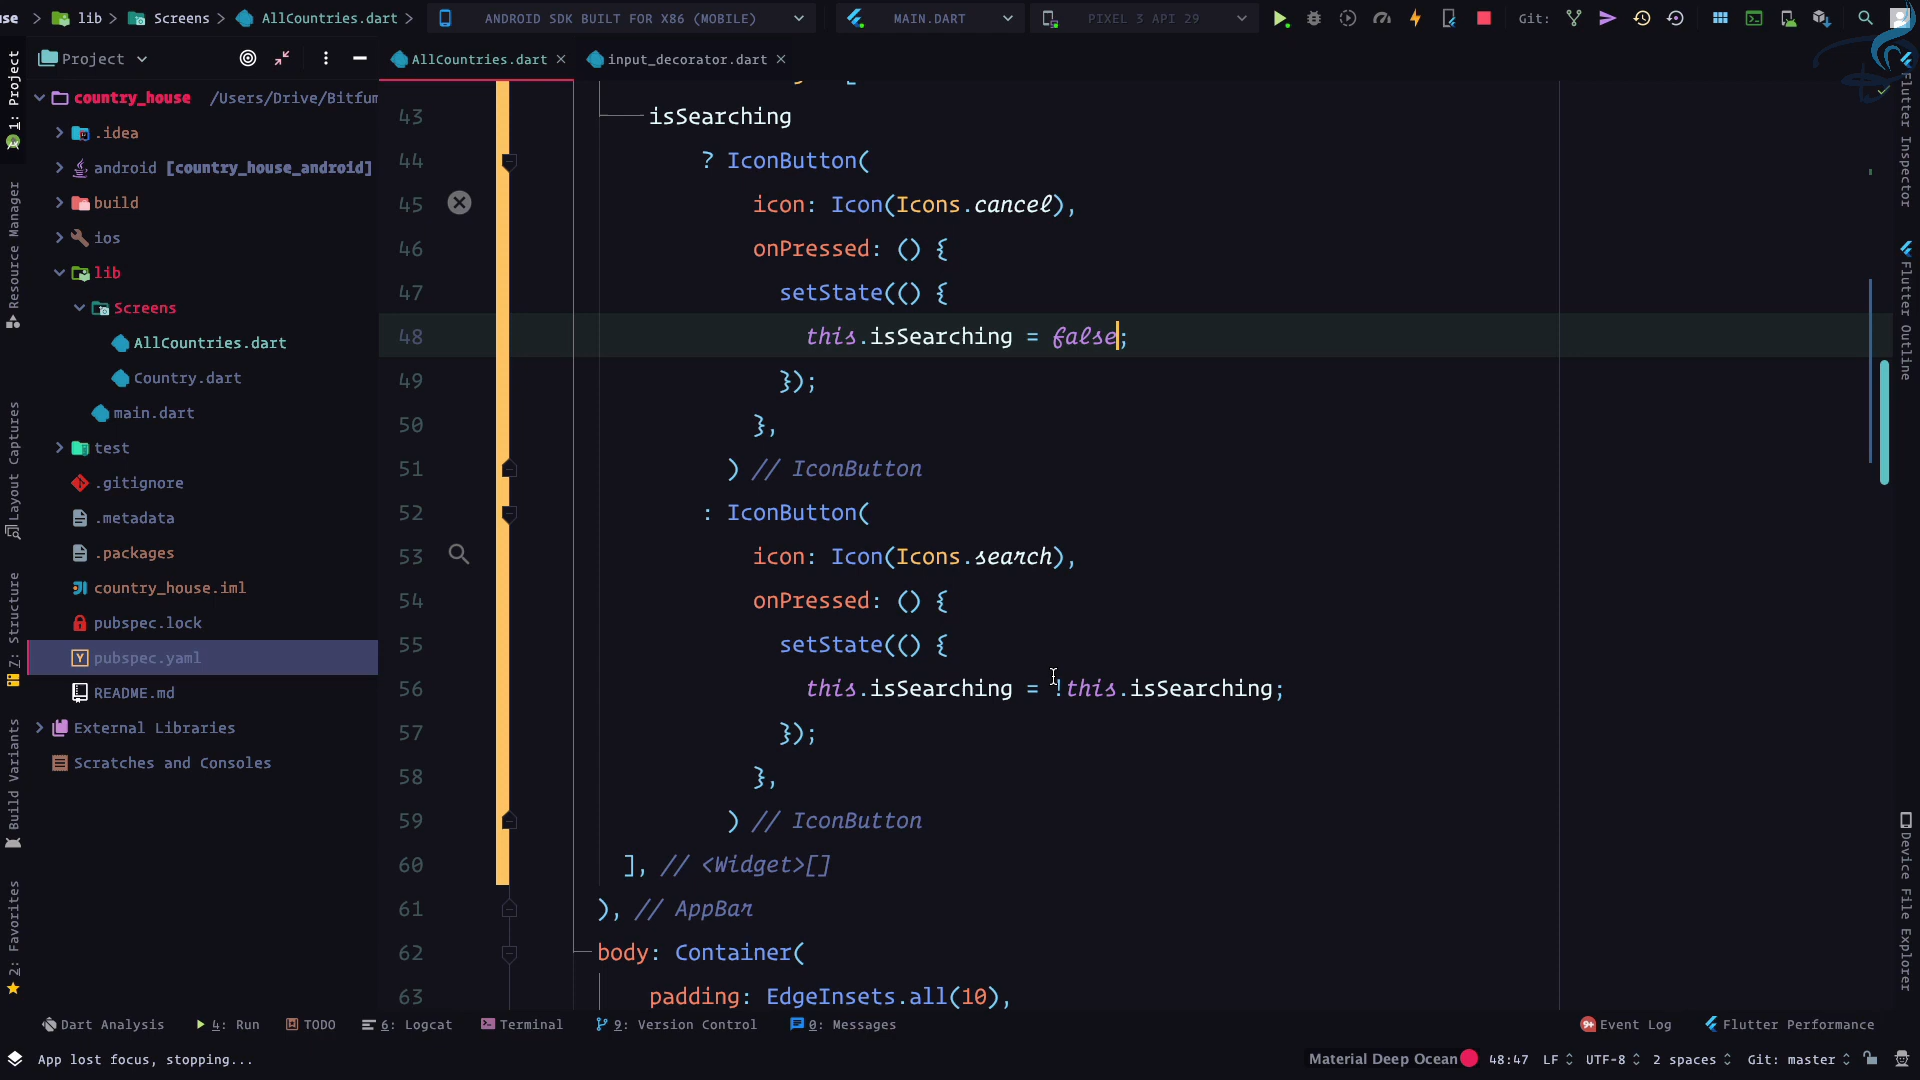 se > lib > Screens > AllCountries.dart >
ANDROID SDK BUILT FOR X86 (MOBILE)
MAIN.DART
PIXEL 3 API 29
Git:
Project
AllCountries.dart ×
input_decorator.dart ×
country_house /Users/Drive/Bitfum
.idea
android [country_house_android]
build
ios
lib
Screens
AllCountries.dart
Country.dart
main.dart
test
.gitignore
.metadata
.packages
country_house.iml
pubspec.lock
pubspec.yaml
README.md
External Libraries
Scratches and Consoles
1: Project
Resource Manager
Layout Captures
7: Structure
Build Variants
2: Favorites
43 isSearching
44 ? IconButton(
45 icon: Icon(Icons.cancel),
46 onPressed: () {
47 setState(() {
48 this.isSearching = false;
49 });
50 },
51 ) // IconButton
52 : IconButton(
53 icon: Icon(Icons.search),
54 onPressed: () {
55 setState(() {
56 this.isSearching = !this.isSearching;
57 });
58 },
59 ) // IconButton
60 ], // <Widget>[]
61 ), // AppBar
62 body: Container(
63 padding: EdgeInsets.all(10),
Flutter Inspector
Flutter Outline
Device File Explorer
Dart Analysis
4: Run
TODO
6: Logcat
Terminal
9: Version Control
0: Messages
9+ Event Log
Flutter Performance
App lost focus, stopping...
Material Deep Ocean
48:47
LF
UTF-8
2 spaces
Git: master